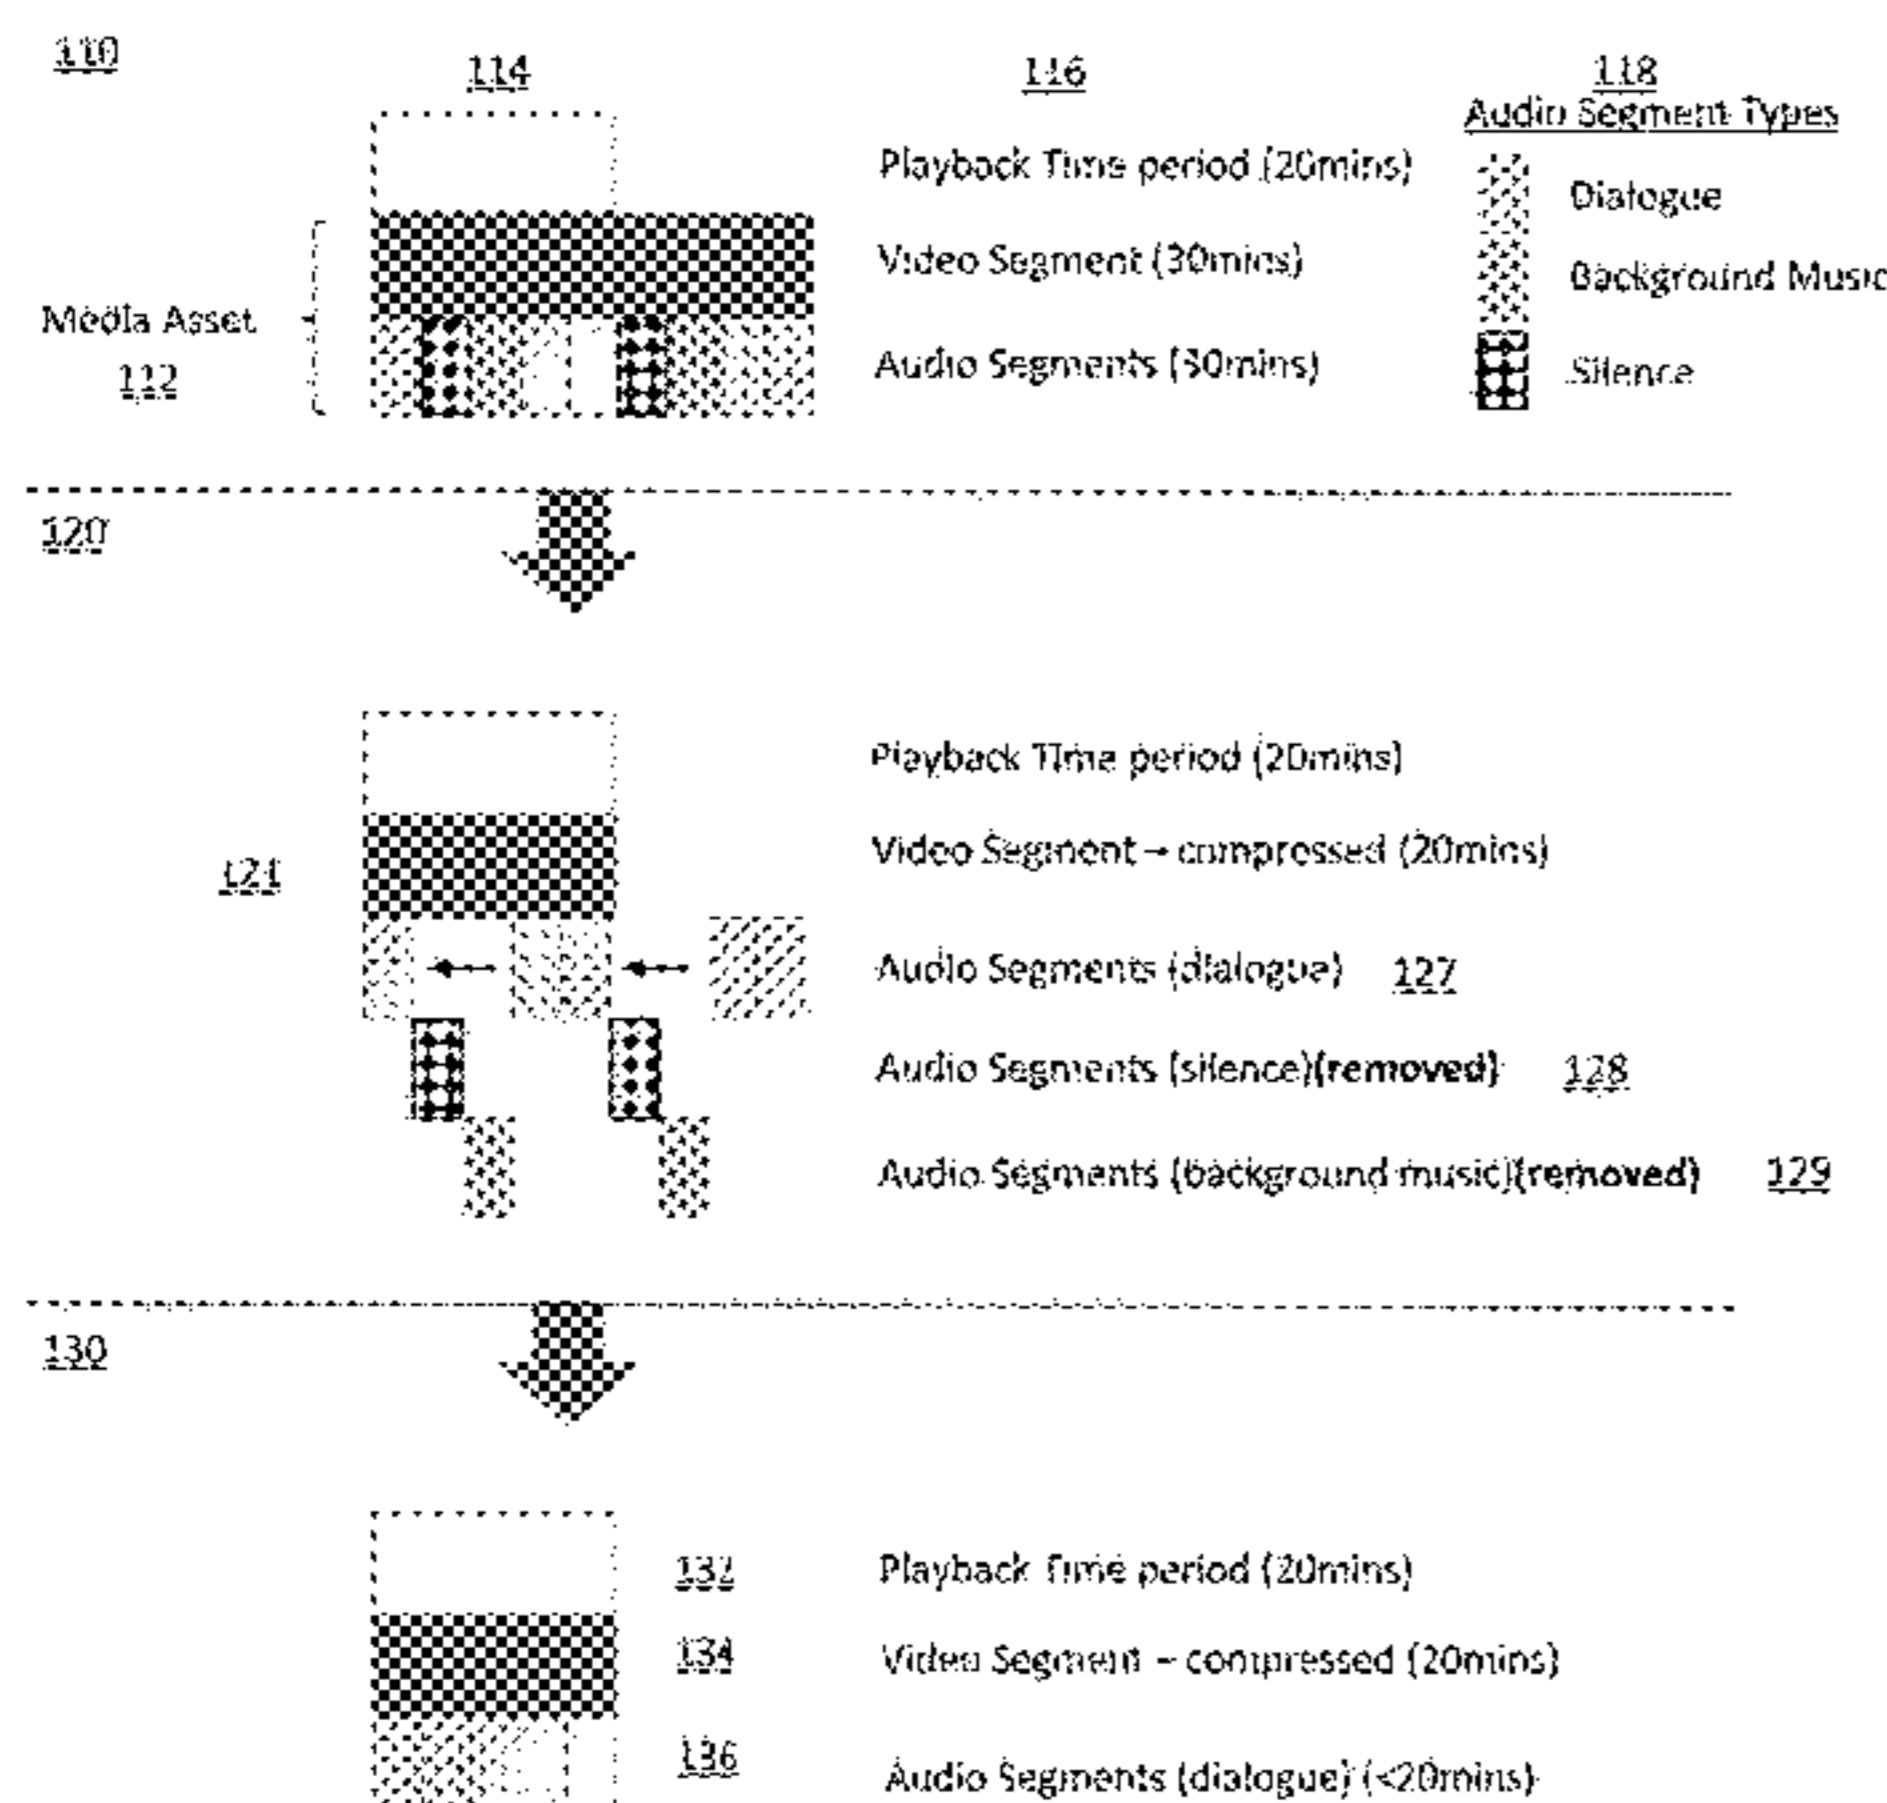 110
114
116
118
Audio Segment Types
Playback Time period (20mins)
Dialogue
Video Segment (30mins)
Background Music
Media Asset
112
Audio Segments (30mins)
Silence
120
Playback Time period (20mins)
121
Video Segment - compressed (20mins)
Audio Segments (dialogue) 127
Audio Segments (silence)(removed) 128
Audio Segments (background music)(removed) 129
130
132 Playback Time period (20mins)
134 Video Segment - compressed (20mins)
136 Audio Segments (dialogue) (<20mins)